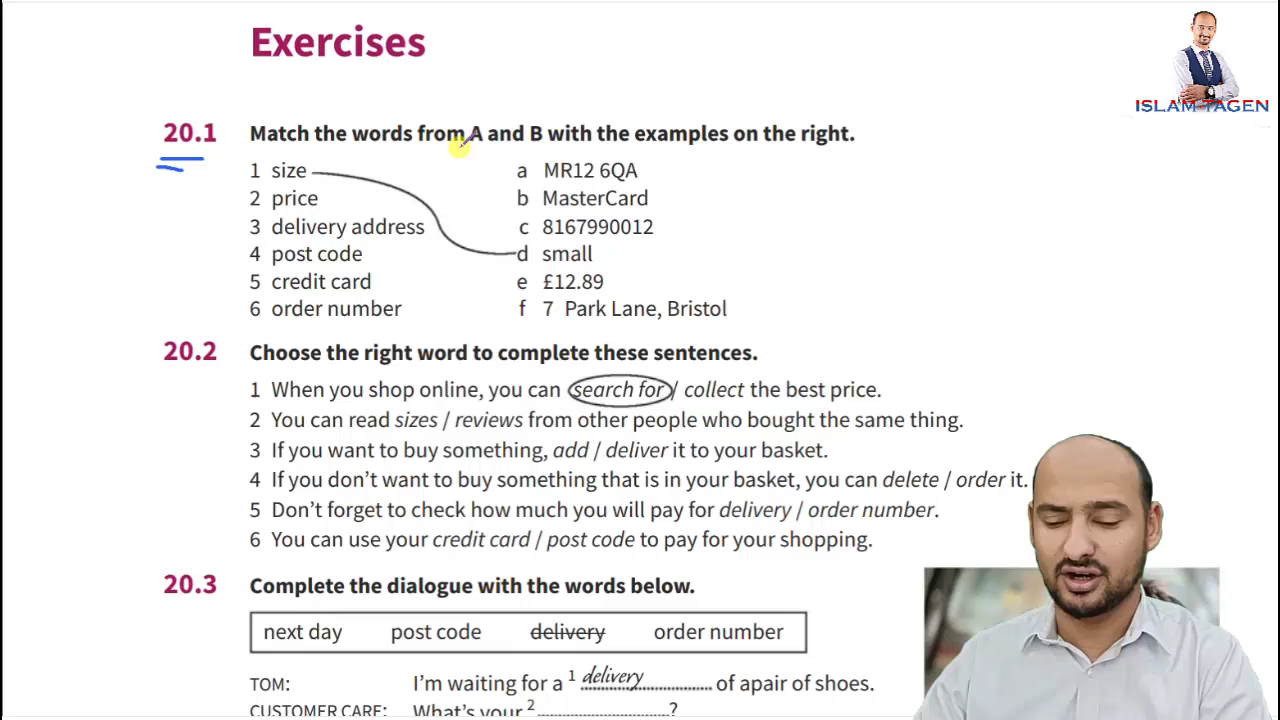 Exercises
ISLAM TAGEN
20.1 Match the words from A and B with the examples on the right.
1 size a MR12 6QA
2 price b MasterCard
3 delivery address c 8167990012
4 post code d small
5 credit card e £12.89
6 order number f 7 Park Lane, Bristol
20.2 Choose the right word to complete these sentences.
1 When you shop online, you can search for / collect the best price.
2 You can read sizes / reviews from other people who bought the same thing.
3 If you want to buy something, add / deliver it to your basket.
4 If you don't want to buy something that is in your basket, you can delete / order it.
5 Don't forget to check how much you will pay for delivery / order number.
6 You can use your credit card / post code to pay for your shopping.
20.3 Complete the dialogue with the words below.
next day post code delivery order number
TOM: I'm waiting for a 1 delivery of apair of shoes.
CUSTOMER CARE: What's your 2 ?